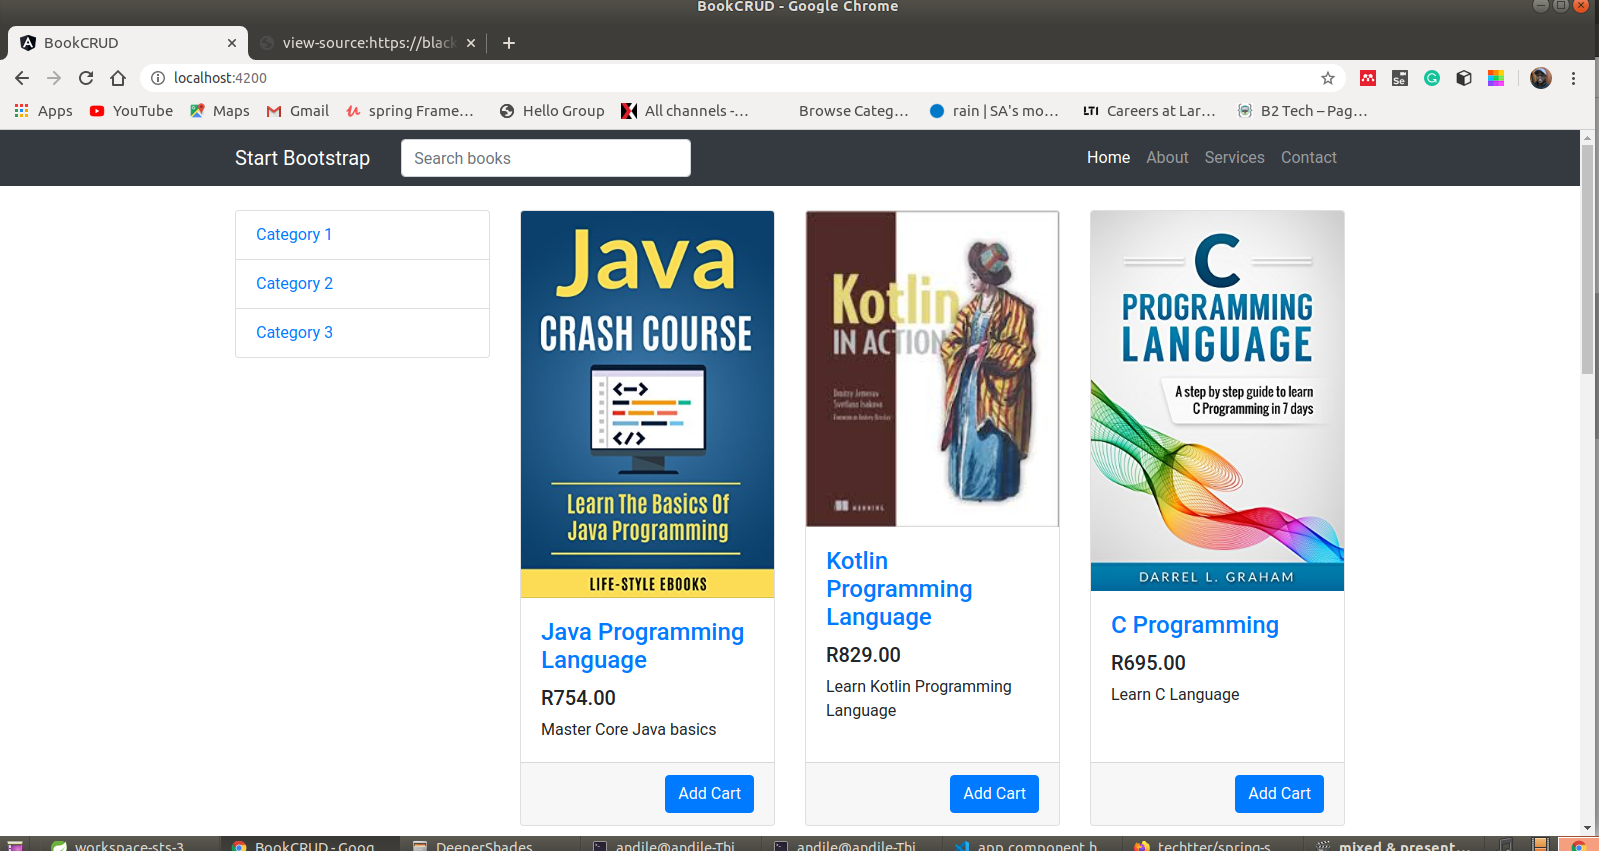 BookCRUD - Google Chrome
BookCRUD
view-source:https://black
localhost:4200
Apps
YouTube
Maps
Gmail
spring Frame...
Hello Group
All channels -...
Browse Categ...
rain | SA's mo...
LTI
Careers at Lar...
B2 Tech – Pag...
Start Bootstrap
Search books
Home
About
Services
Contact
Category 1
Category 2
Category 3
Java
CRASH COURSE
Learn The Basics Of
Java Programming
LIFE-STYLE EBOOKS
Java Programming
Language
R754.00
Master Core Java basics
Add Cart
Kotlin
IN ACTION
Dmitry Jemerov
Svetlana Isakova
MANNING
Kotlin
Programming
Language
R829.00
Learn Kotlin Programming
Language
Add Cart
C
PROGRAMMING
LANGUAGE
A step by step guide to learn
C Programming in 7 days
DARREL L. GRAHAM
C Programming
R695.00
Learn C Language
Add Cart
workspace-sts-3
BookCRUD - Goog
DeeperShades
andile@andile-Thi
andile@andile-Thi
app.component.h
techtter/spring-s
mixed & present...